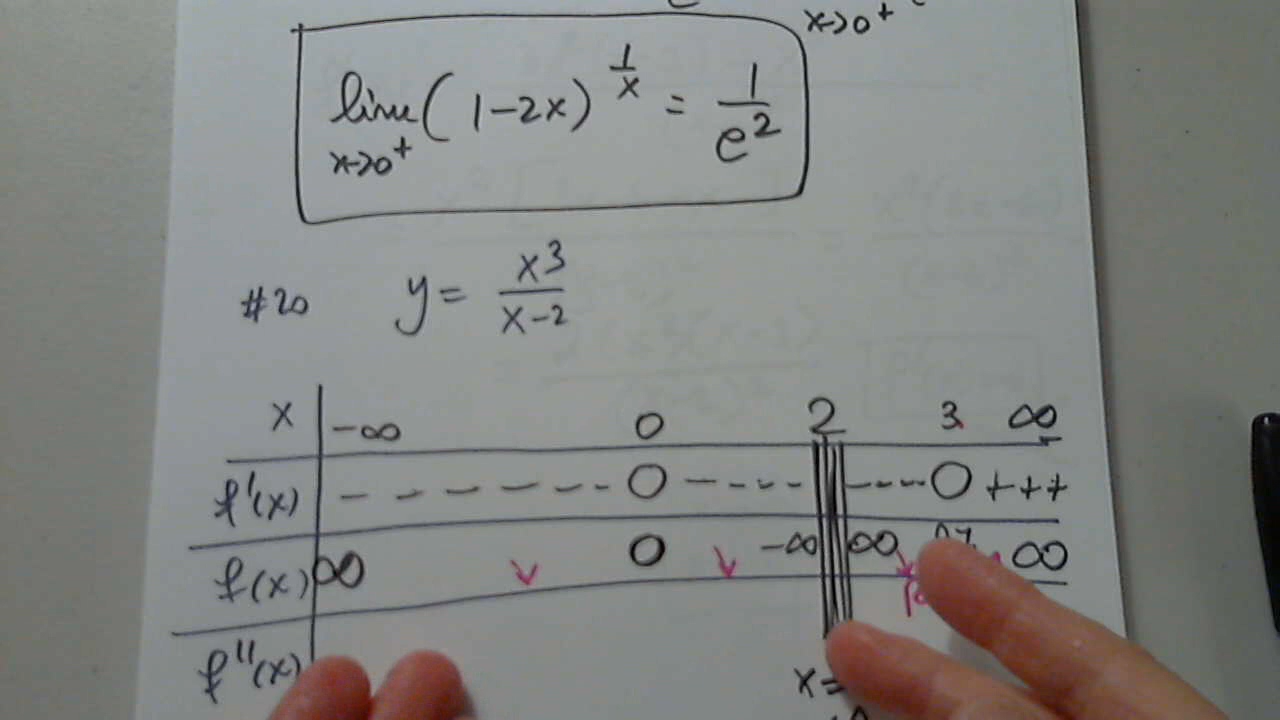 x->0⁺
lim (1-2x)^(1/x) = 1/e²
x->0⁺
#20 y = x³/(x-2)
x -∞ 0 2 3 ∞
f'(x) - - - - - - 0 - - - - - - - - 0 + + +
f(x) ∞ ↘ 0 ↘ -∞ ∞ ↘ ∞
f''(x)
x=